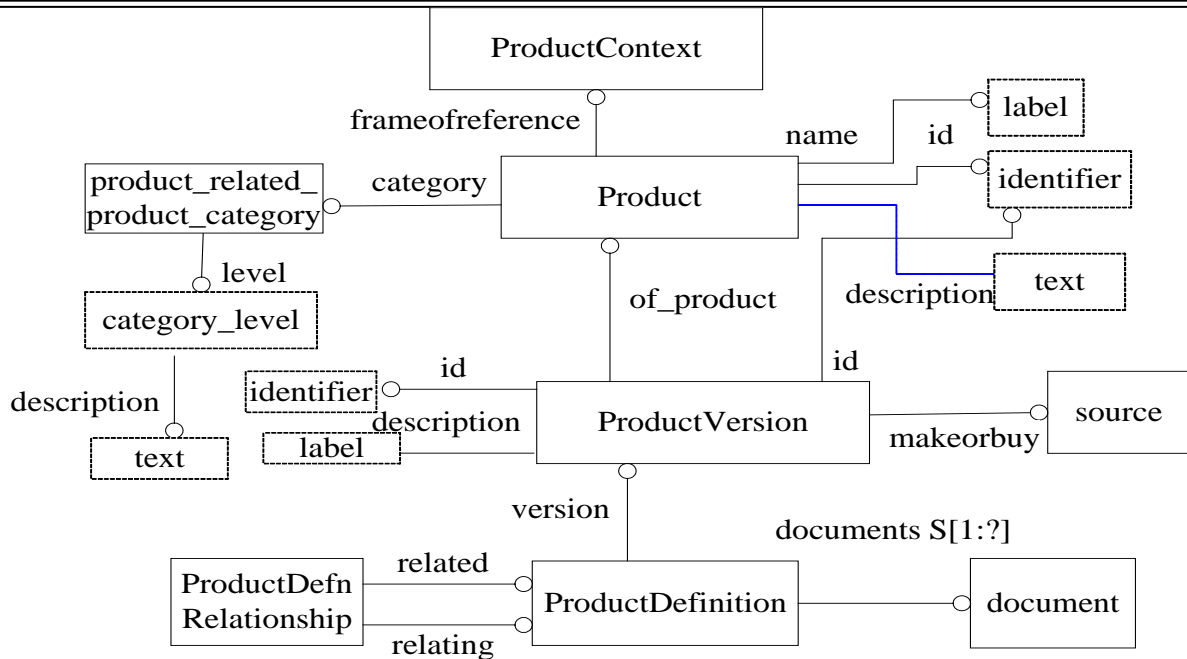 ProductContext
frameofreference
name
label
id
product_related_
product_category
category
Product
identifier
level
of_product
description
text
category_level
id
id
identifier
description
ProductVersion
source
description
label
makeorbuy
text
version
documents S[1:?]
related
ProductDefn
Relationship
ProductDefinition
document
relating